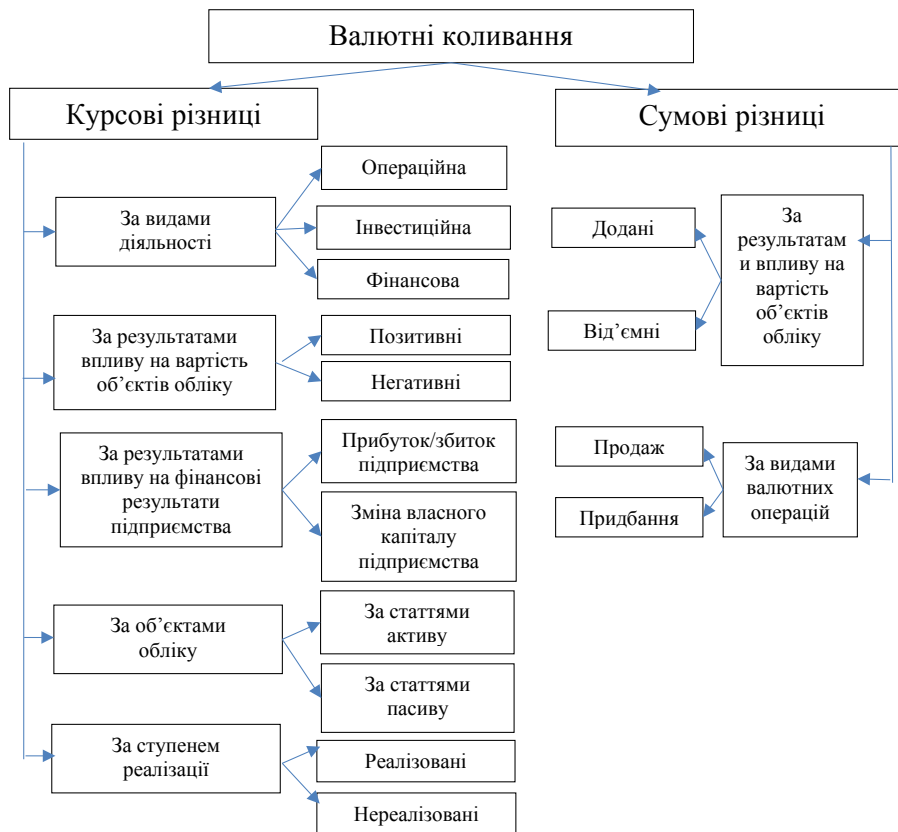 Валютні коливання
Курсові різниці
Сумові різниці
За видами
діяльності
Операційна
Інвестиційна
Фінансова
За результатами
впливу на вартість
об’єктів обліку
Позитивні
Негативні
За результатами
впливу на фінансові
результати
підприємства
Прибуток/збиток
підприємства
Зміна власного
капіталу
підприємства
За об’єктами
обліку
За статтями
активу
За статтями
пасиву
За ступенем
реалізації
Реалізовані
Нереалізовані
За
результатам
и впливу на
вартість
об’єктів
обліку
Додані
Від’ємні
За видами
валютних
операцій
Продаж
Придбання